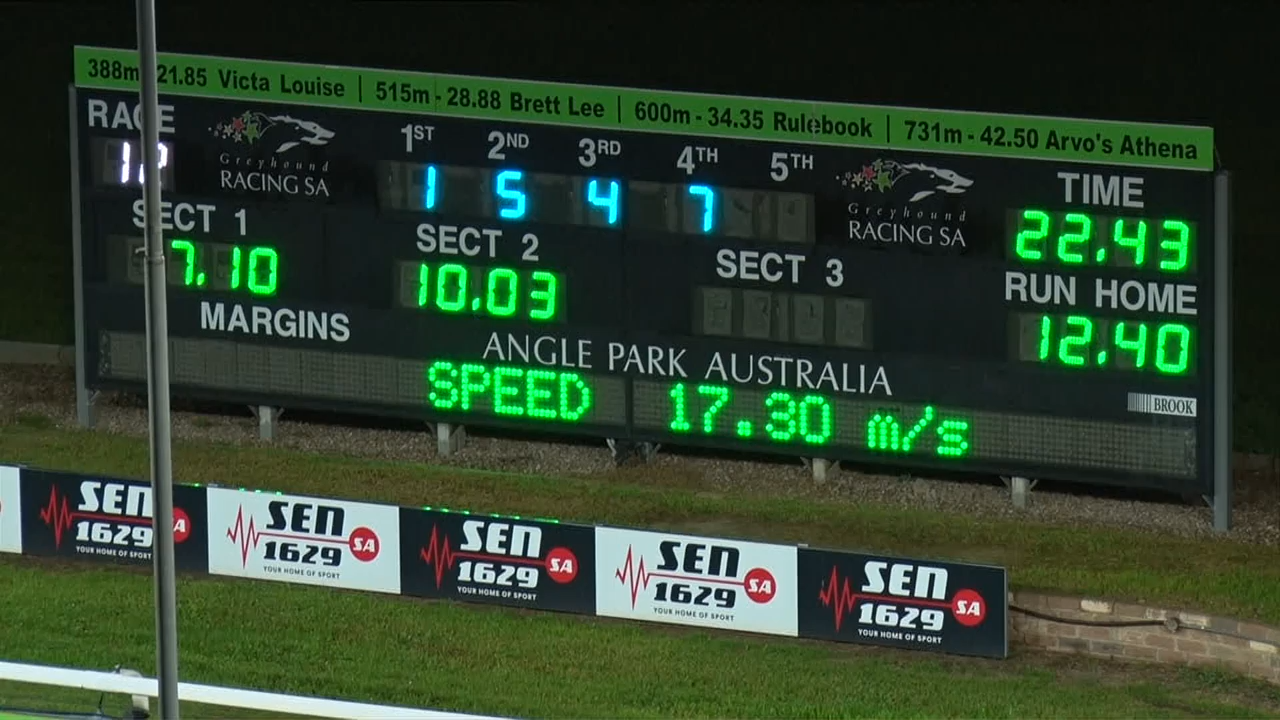 388m 21.85 Victa Louise | 515m - 28.88 Brett Lee | 600m - 34.35 Rulebook | 731m - 42.50 Arvo's Athena
RACE
Greyhound
RACING SA
1ST 2ND 3RD 4TH 5TH
1 5 4 7
Greyhound
RACING SA
TIME
22.43
SECT 1
7.10
SECT 2
10.03
SECT 3
RUN HOME
12.40
MARGINS
ANGLE PARK AUSTRALIA
SPEED 17.30 m/s
BROOK
SEN
1629
SA
YOUR HOME OF SPORT
SEN
1629
SA
YOUR HOME OF SPORT
SEN
1629
SA
YOUR HOME OF SPORT
SEN
1629
SA
YOUR HOME OF SPORT
SEN
1629
SA
YOUR HOME OF SPORT